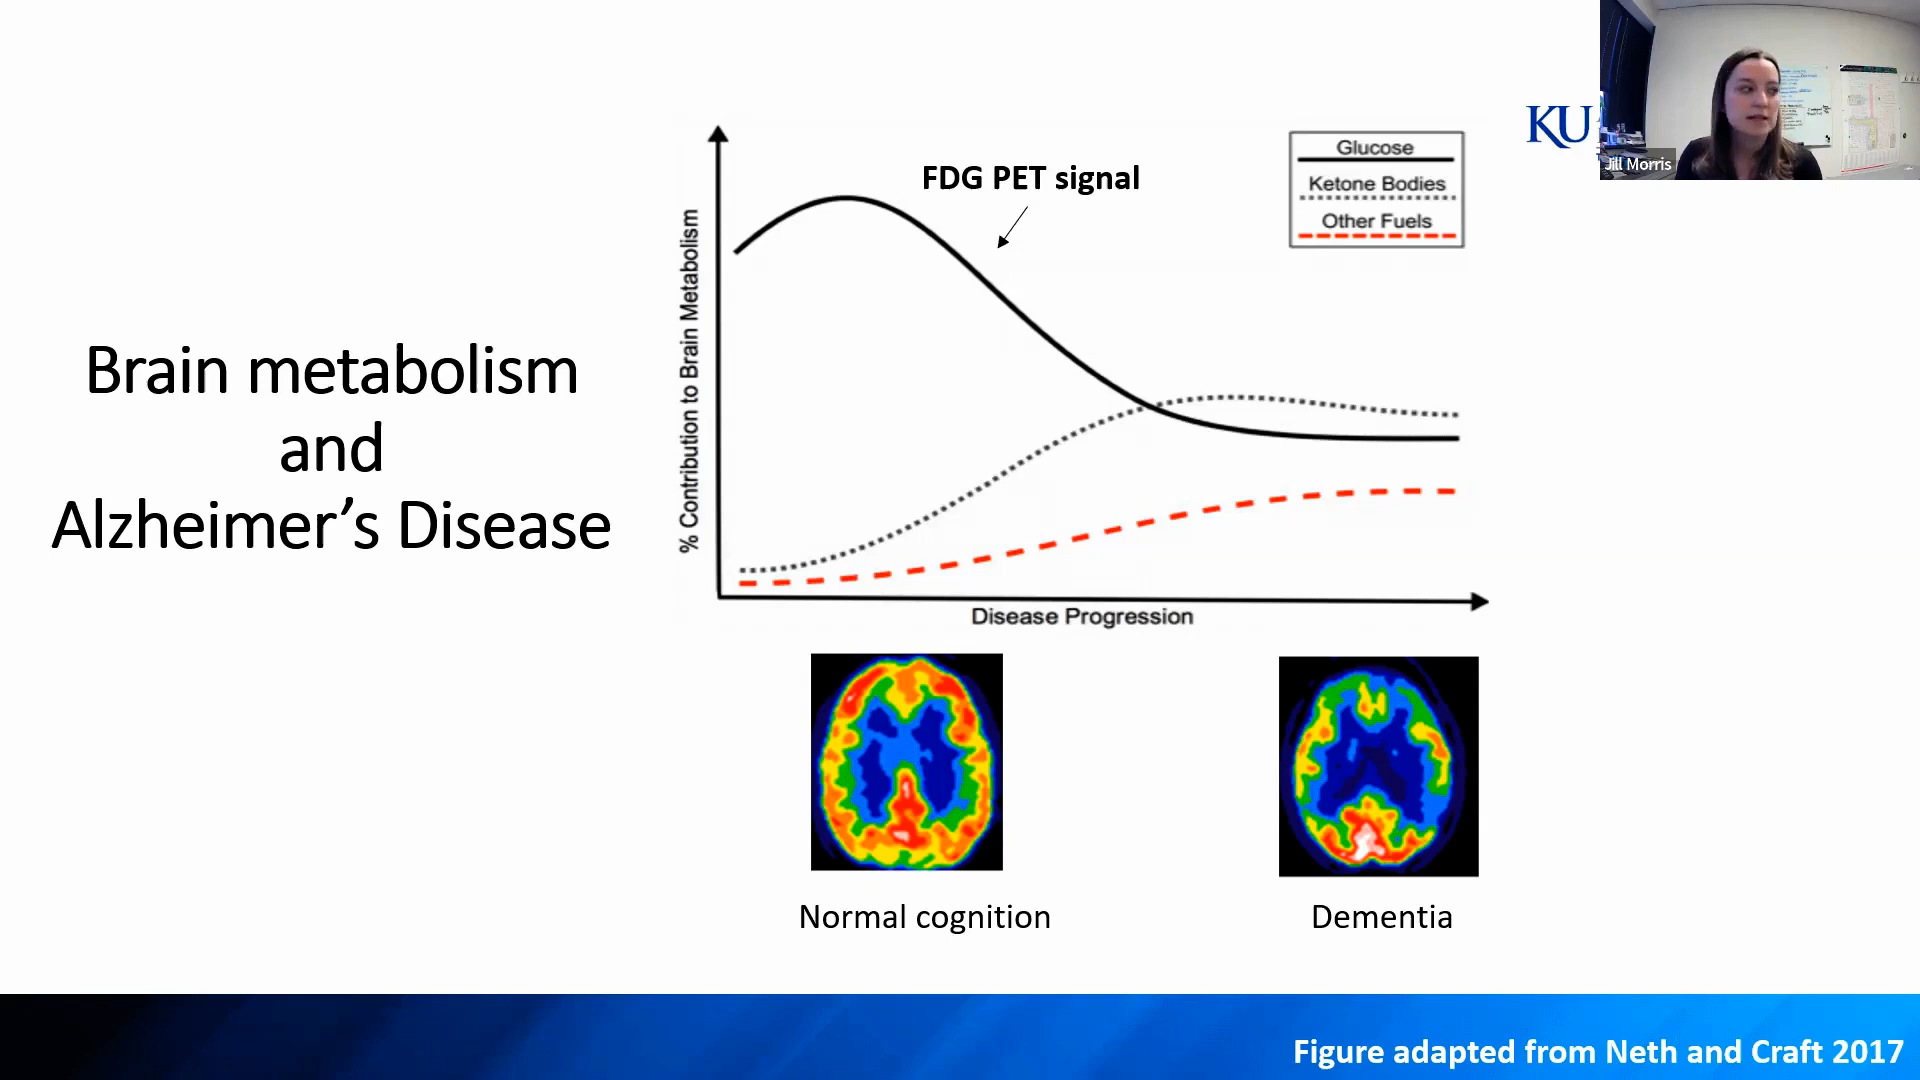 Brain metabolism
and
Alzheimer's Disease
% Contribution to Brain Metabolism
FDG PET signal
Glucose
Ketone Bodies
Other Fuels
Disease Progression
Normal cognition
Dementia
KU
Jill Morris
Figure adapted from Neth and Craft 2017